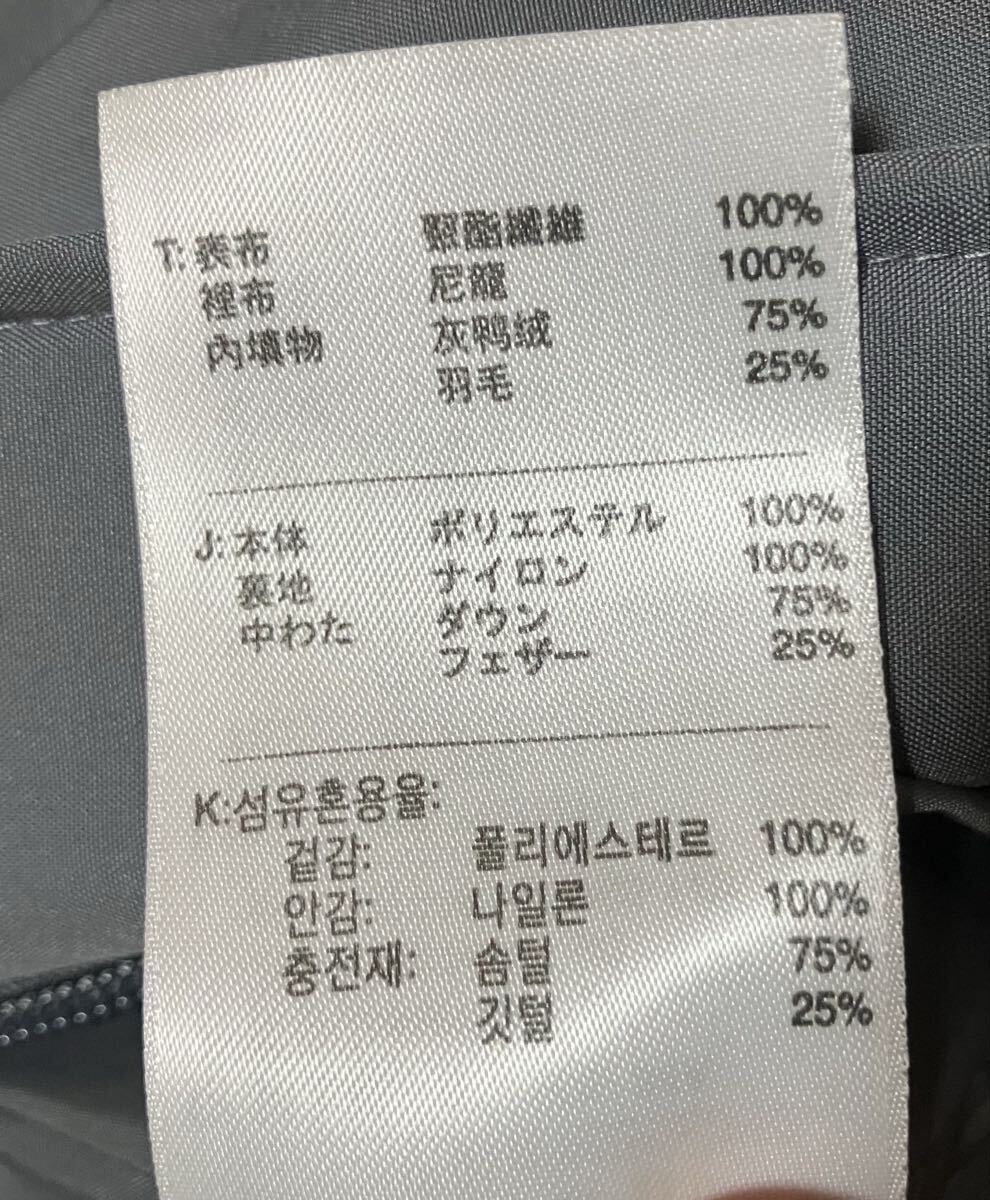 T: 表布 聚酯纖維 100%
裡布 尼龍 100%
內填物 灰鸭绒 75%
羽毛 25%
J: 本体 ポリエステル 100%
裏地 ナイロン 100%
中わた ダウン 75%
フェザー 25%
K:섬유혼용율:
겉감: 폴리에스테르 100%
안감: 나일론 100%
충전재: 솜털 75%
깃털 25%